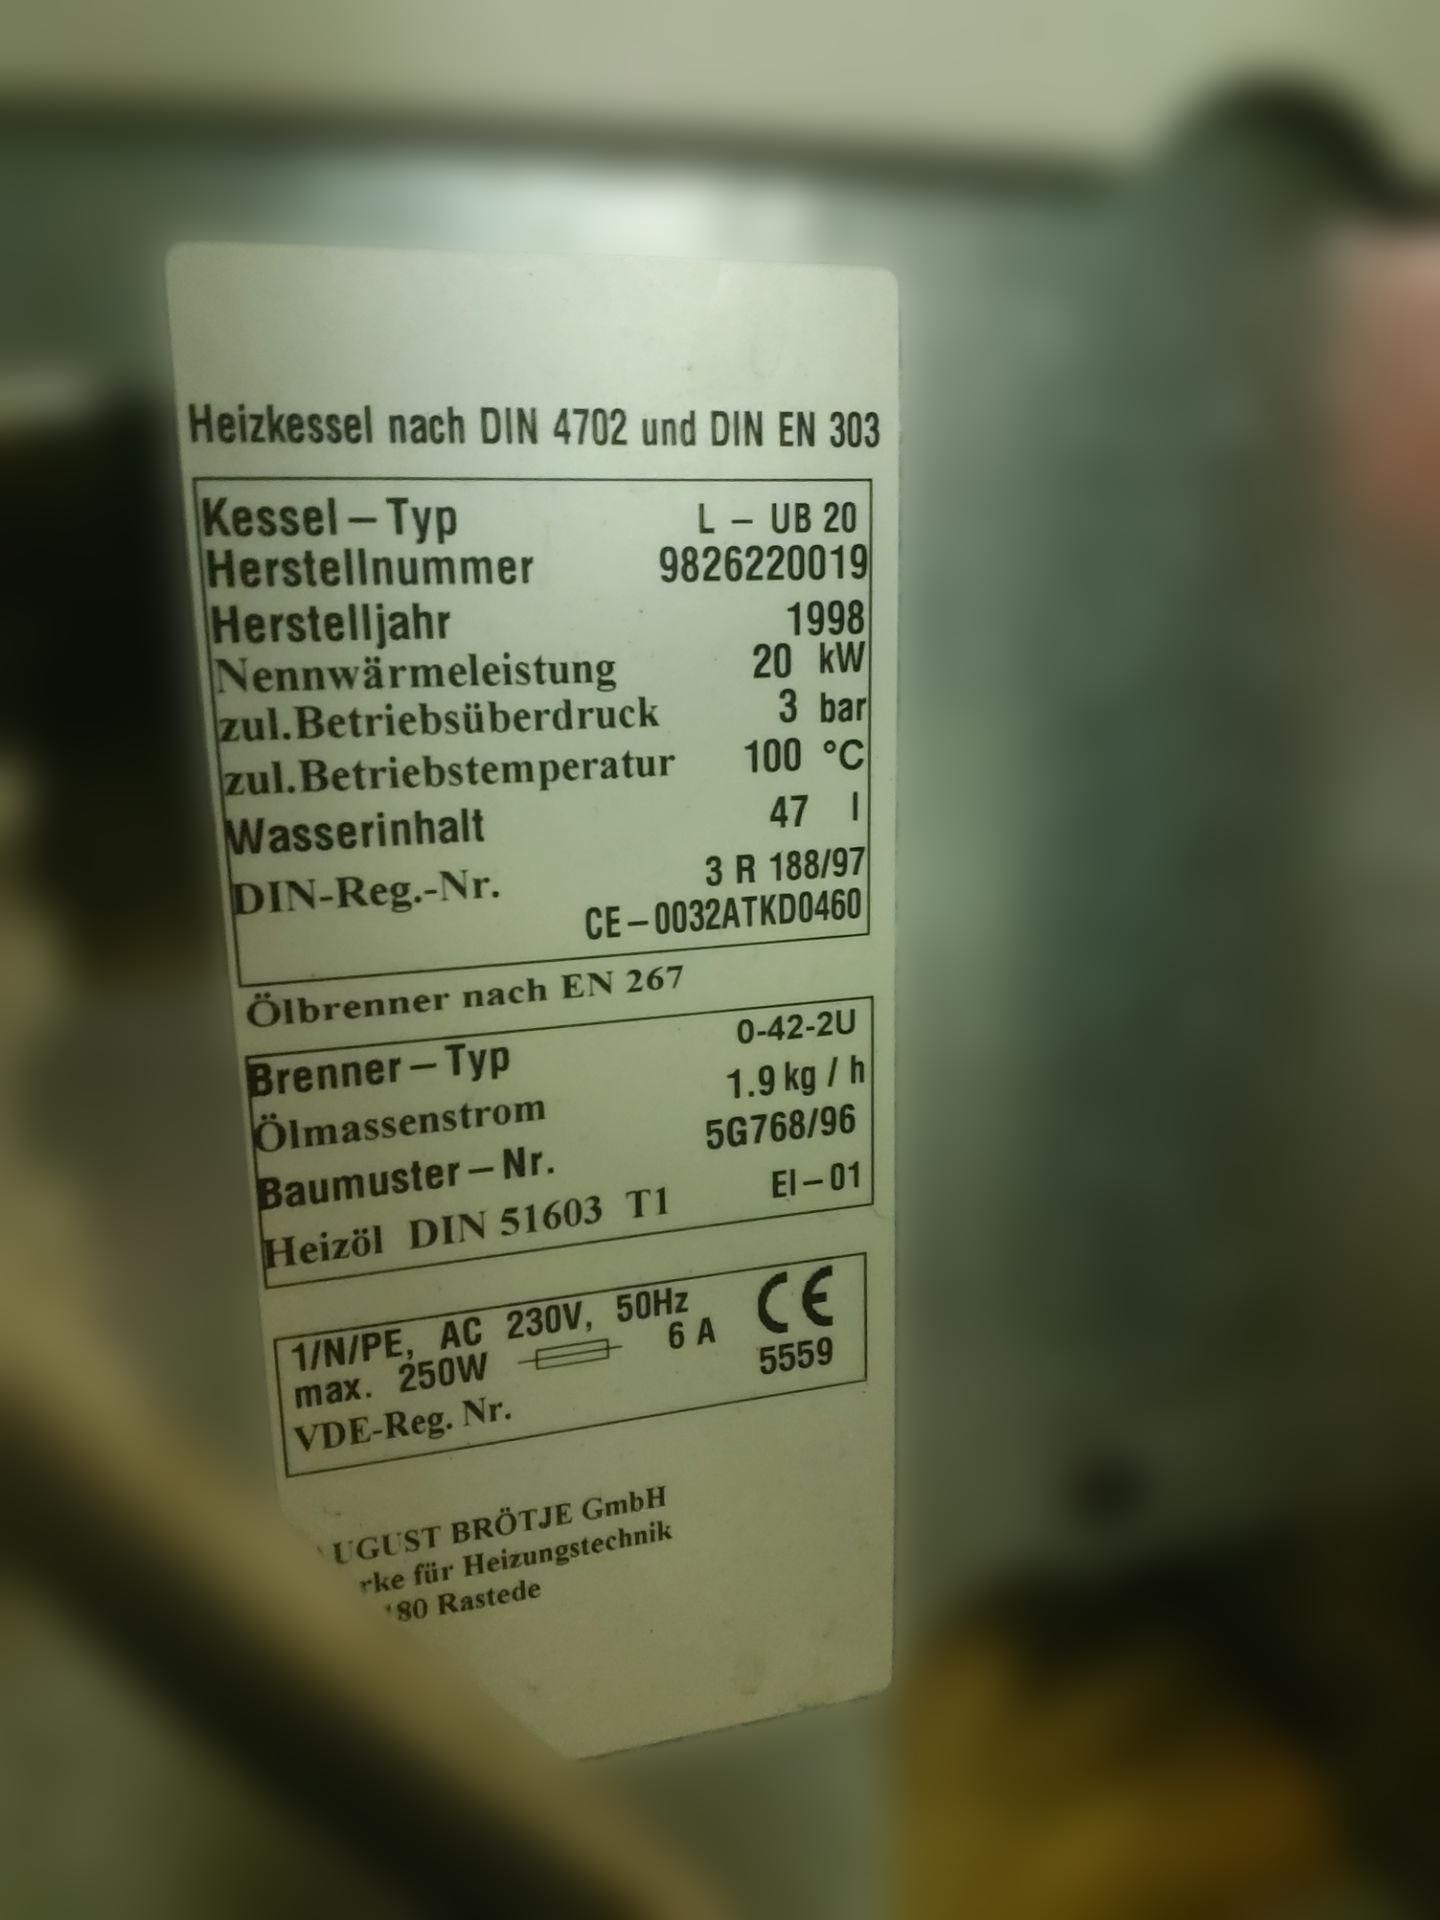 Heizkessel nach DIN 4702 und DIN EN 303
Kessel – Typ L – UB 20
Herstellnummer 9826220019
Herstelljahr 1998
Nennwärmeleistung 20 kW
zul.Betriebsüberdruck 3 bar
zul.Betriebstemperatur 100 °C
Wasserinhalt 47 l
DIN-Reg.-Nr. 3 R 188/97
CE – 0032ATKD0460
Ölbrenner nach EN 267
Brenner – Typ 0-42-2U
Ölmassenstrom 1.9 kg / h
Baumuster – Nr. 5G768/96
Heizöl DIN 51603 T1 EI – 01
1/N/PE, AC 230V, 50Hz CE
max. 250W 6 A 5559
VDE-Reg. Nr.
UGUST BRÖTJE GmbH
rke für Heizungstechnik
180 Rastede